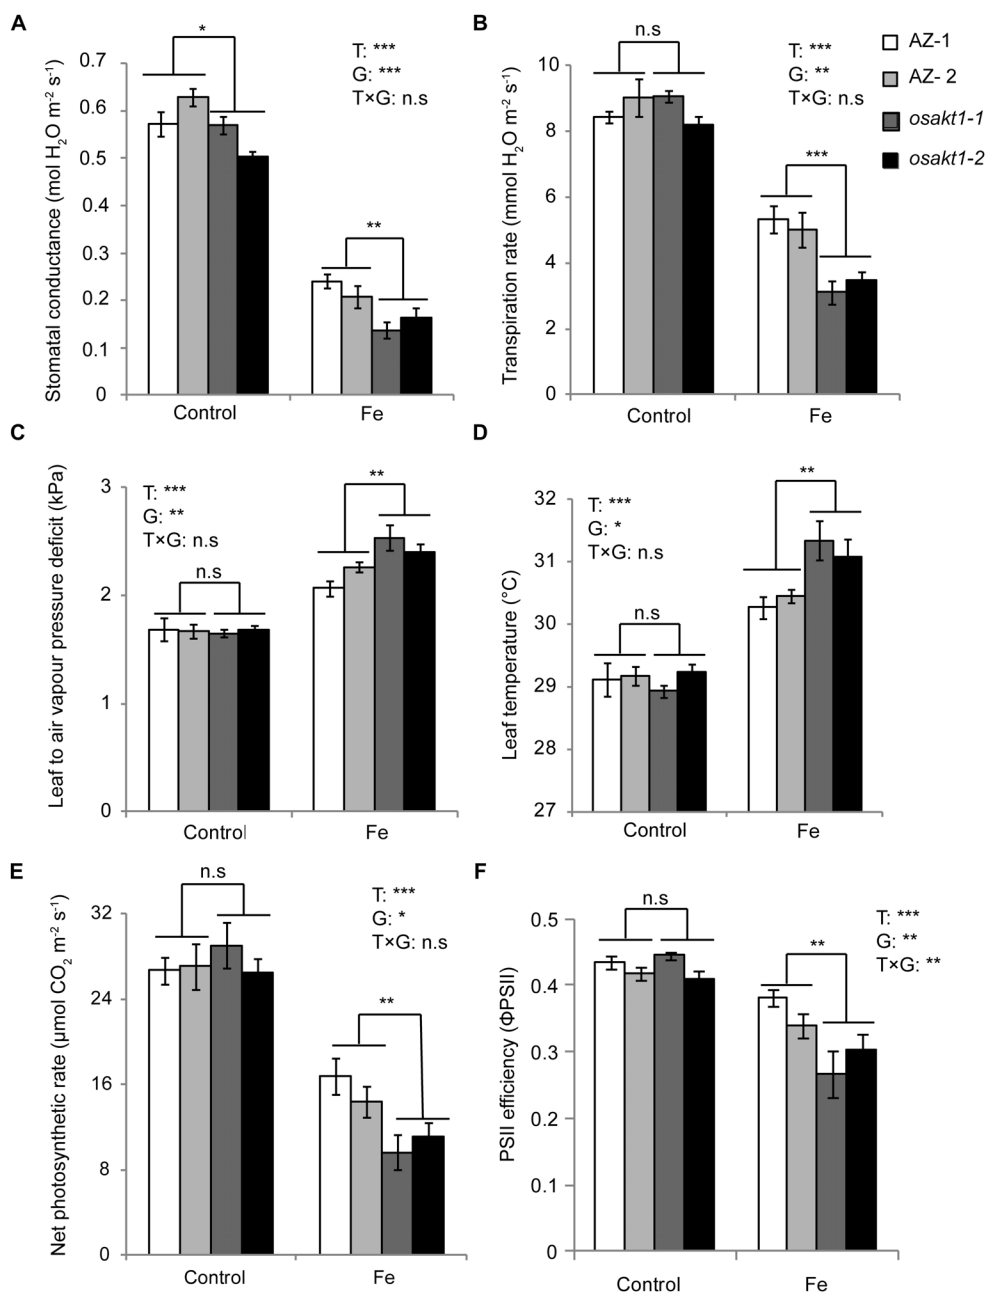 A
Stomatal conductance (mol H2O m-2 s-1)
0.7
0.6
0.5
0.4
0.3
0.2
0.1
0
*
**
T: ***
G: ***
T×G: n.s
Control
Fe
B
Transpiration rate (mmol H2O m-2 s-1)
10
8
6
4
2
0
n.s
***
T: ***
G: **
T×G: n.s
Control
Fe
AZ-1
AZ- 2
osakt1-1
osakt1-2
C
Leaf to air vapour pressure deficit (kPa)
3
2
1
0
T: ***
G: **
T×G: n.s
n.s
**
Control
Fe
D
Leaf temperature (°C)
32
31
30
29
28
27
T: ***
G: *
T×G: n.s
n.s
**
Control
Fe
E
Net photosynthetic rate (µmol CO2 m-2 s-1)
32
24
16
8
0
n.s
**
T: ***
G: *
T×G: n.s
Control
Fe
F
PSII efficiency (ΦPSII)
0.5
0.4
0.3
0.2
0.1
0
n.s
**
T: ***
G: **
T×G: **
Control
Fe